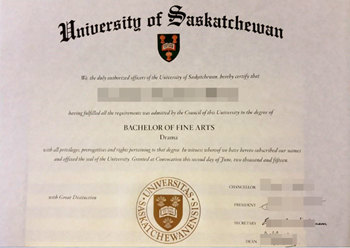 University of Saskatchewan
We, the duly authorized officers of the University of Saskatchewan, hereby certify that
having fulfilled all the requirements was admitted by the Council of this University to the degree of
BACHELOR OF FINE ARTS
Drama
with all privileges, prerogatives and rights pertaining to that degree. In witness whereof we have hereto subscribed our names
and affixed the seal of the University. Granted at Convocation this second day of June, two thousand and fifteen.
with Great Distinction
UNIVERSITAS
SASKATCHEWANENSIS
CHANCELLOR
PRESIDENT
SECRETARY
DEAN